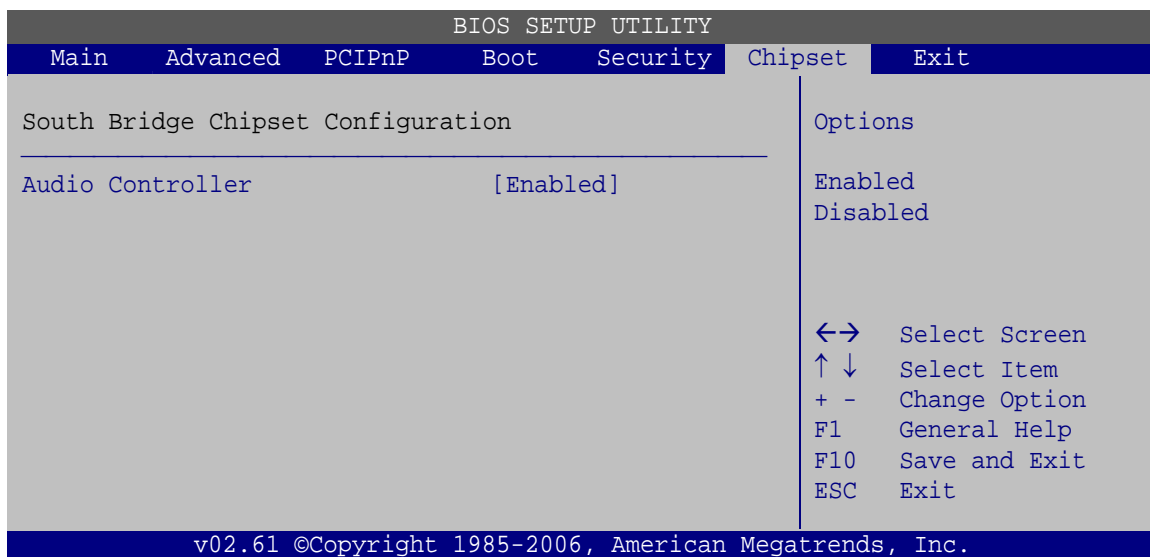 BIOS SETUP UTILITY
Main Advanced PCIPnP Boot Security Chipset Exit
South Bridge Chipset Configuration
Audio Controller [Enabled]
Options
Enabled
Disabled
←→ Select Screen
↑ ↓ Select Item
+ - Change Option
F1 General Help
F10 Save and Exit
ESC Exit
v02.61 ©Copyright 1985-2006, American Megatrends, Inc.